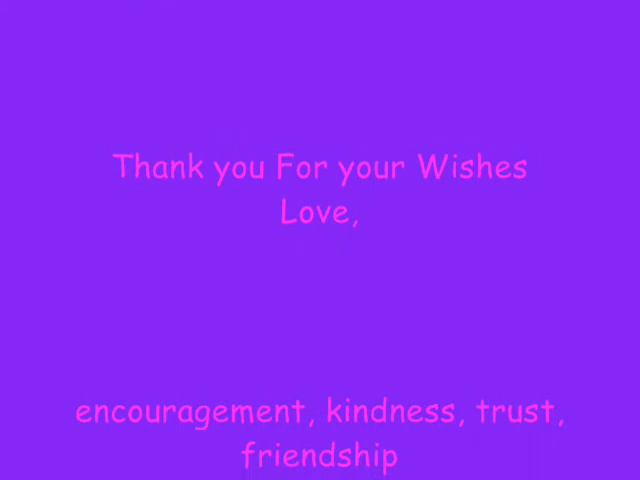 Thank you For your Wishes
Love,
encouragement, kindness, trust,
friendship